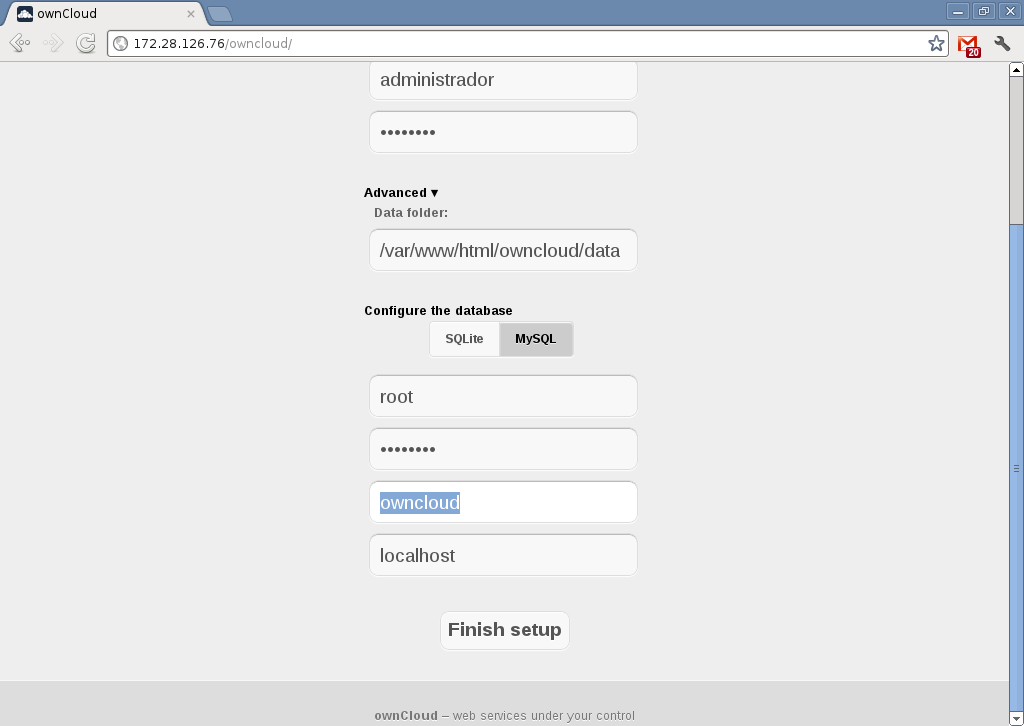 ownCloud
172.28.126.76/owncloud/
20
administrador
••••••••
Advanced ▾
Data folder:
/var/www/html/owncloud/data
Configure the database
SQLite MySQL
root
••••••••
owncloud
localhost
Finish setup
ownCloud – web services under your control